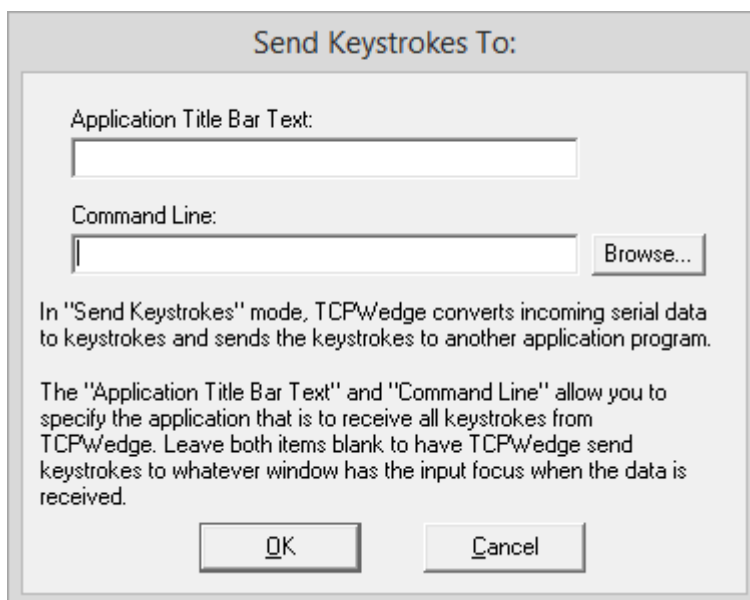 Send Keystrokes To:
Application Title Bar Text:
Command Line:
Browse...
In "Send Keystrokes" mode, TCPWedge converts incoming serial data
to keystrokes and sends the keystrokes to another application program.
The "Application Title Bar Text" and "Command Line" allow you to
specify the application that is to receive all keystrokes from
TCPWedge. Leave both items blank to have TCPWedge send
keystrokes to whatever window has the input focus when the data is
received.
OK
Cancel